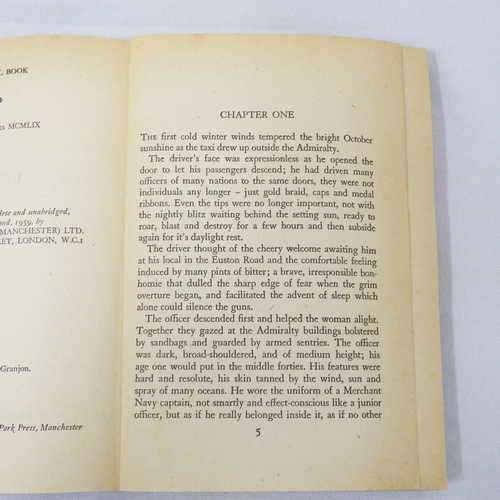 L BOOK
ss MCMLIX
lete and unabridged,
nd. 1959, by
(MANCHESTER) LTD.
EET, LONDON, W.C.1
Granjon.
Park Press, Manchester
CHAPTER ONE
THE first cold winter winds tempered the bright October
sunshine as the taxi drew up outside the Admiralty.
The driver's face was expressionless as he opened the
door to let his passengers descend; he had driven many
officers of many nations to the same doors, they were not
individuals any longer – just gold braid, caps and medal
ribbons. Even the tips were no longer important, not with
the nightly blitz waiting behind the setting sun, ready to
roar, blast and destroy for a few hours and then subside
again for it's daylight rest.
The driver thought of the cheery welcome awaiting him
at his local in the Euston Road and the comfortable feeling
induced by many pints of bitter; a brave, irresponsible bon-
homie that dulled the sharp edge of fear when the grim
overture began, and facilitated the advent of sleep which
alone could silence the guns.
The officer descended first and helped the woman alight.
Together they gazed at the Admiralty buildings bolstered
by sandbags and guarded by armed sentries. The officer
was dark, broad-shouldered, and of medium height; his
age one would put in the middle forties. His features were
hard and resolute, his skin tanned by the wind, sun and
spray of many oceans. He wore the uniform of a Merchant
Navy captain, not smartly and effect-conscious like a junior
officer, but as if he really belonged inside it, as if no other
5